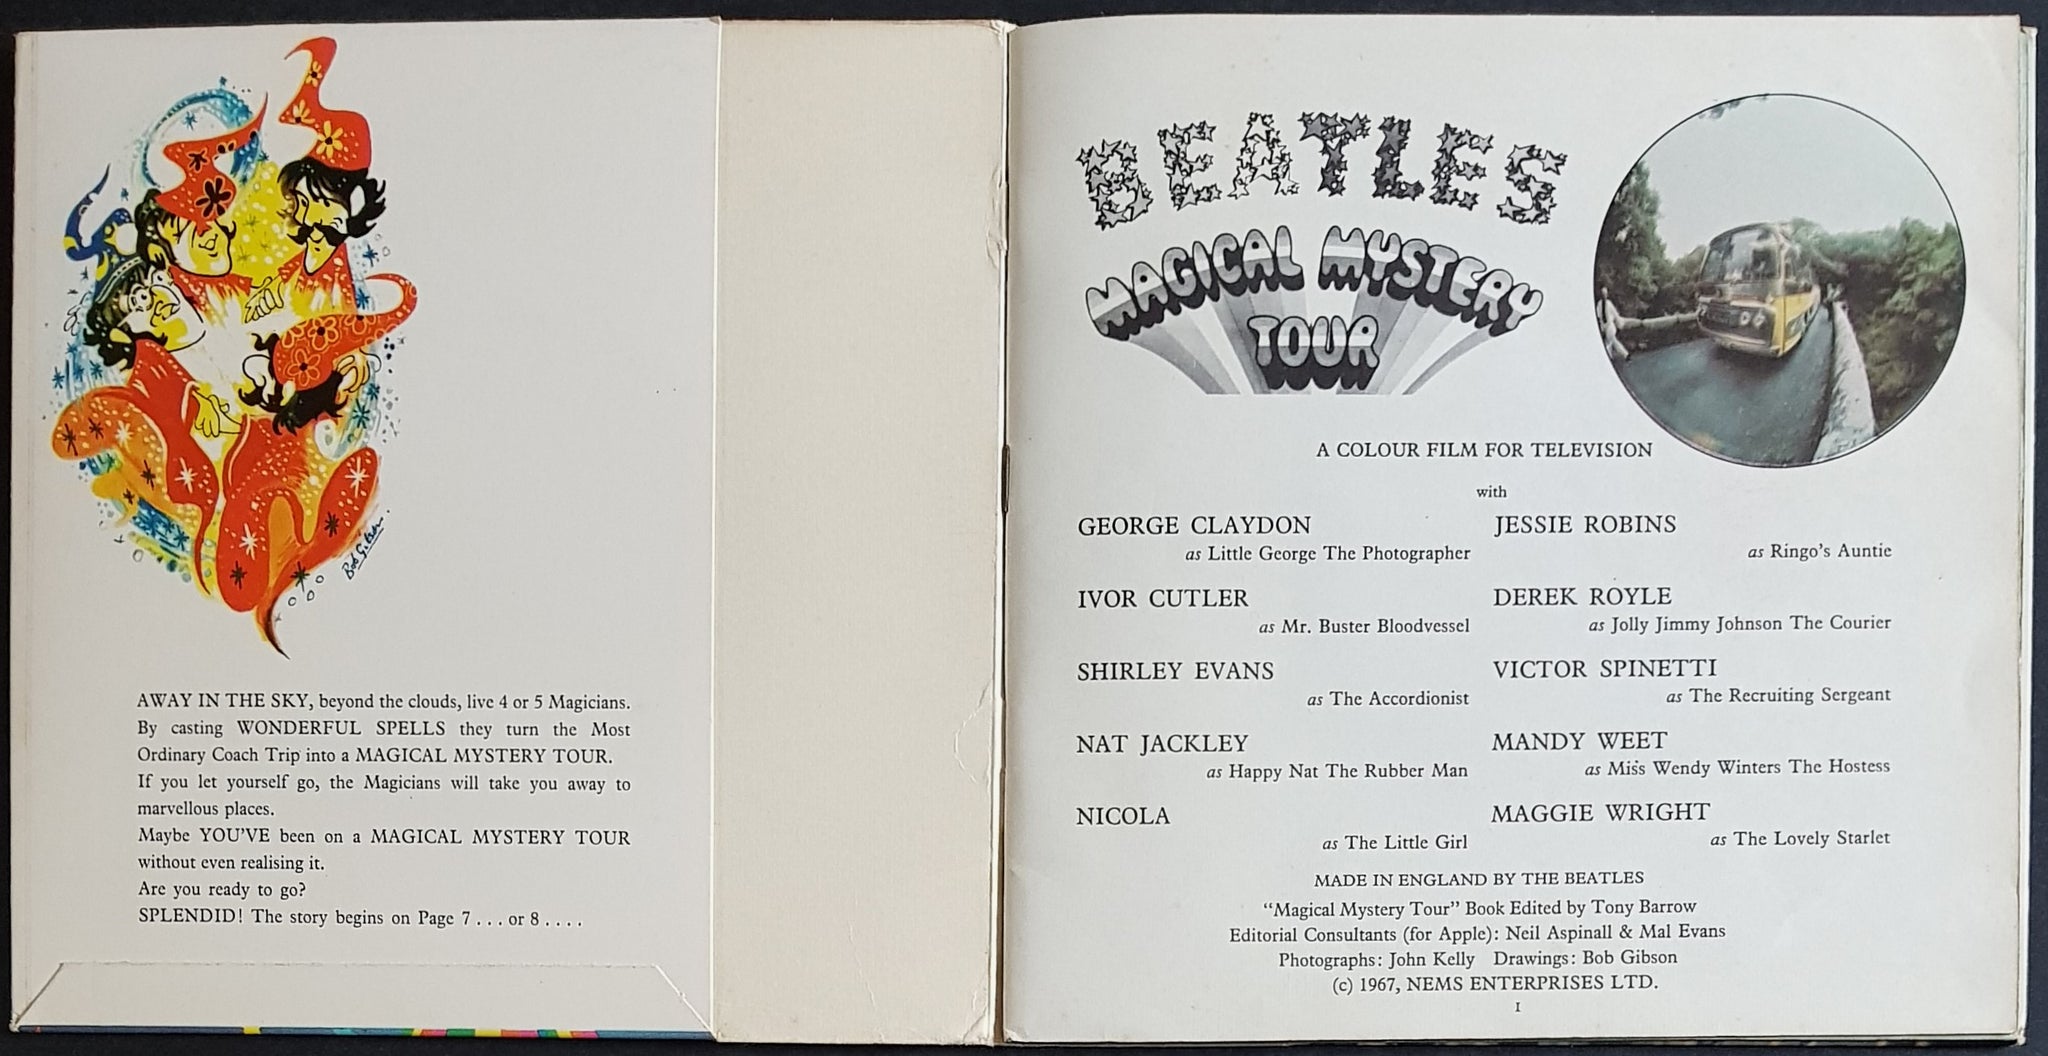 Bob Gibson.
AWAY IN THE SKY, beyond the clouds, live 4 or 5 Magicians.
By casting WONDERFUL SPELLS they turn the Most
Ordinary Coach Trip into a MAGICAL MYSTERY TOUR.
If you let yourself go, the Magicians will take you away to
marvellous places.
Maybe YOU'VE been on a MAGICAL MYSTERY TOUR
without even realising it.
Are you ready to go?
SPLENDID! The story begins on Page 7 . . . or 8 . . . .
BEATLES
MAGICAL MYSTERY
TOUR
A COLOUR FILM FOR TELEVISION
with
GEORGE CLAYDON
as Little George The Photographer
IVOR CUTLER
as Mr. Buster Bloodvessel
SHIRLEY EVANS
as The Accordionist
NAT JACKLEY
as Happy Nat The Rubber Man
NICOLA
as The Little Girl
JESSIE ROBINS
as Ringo's Auntie
DEREK ROYLE
as Jolly Jimmy Johnson The Courier
VICTOR SPINETTI
as The Recruiting Sergeant
MANDY WEET
as Miss Wendy Winters The Hostess
MAGGIE WRIGHT
as The Lovely Starlet
MADE IN ENGLAND BY THE BEATLES
"Magical Mystery Tour" Book Edited by Tony Barrow
Editorial Consultants (for Apple): Neil Aspinall & Mal Evans
Photographs: John Kelly Drawings: Bob Gibson
(c) 1967, NEMS ENTERPRISES LTD.
1